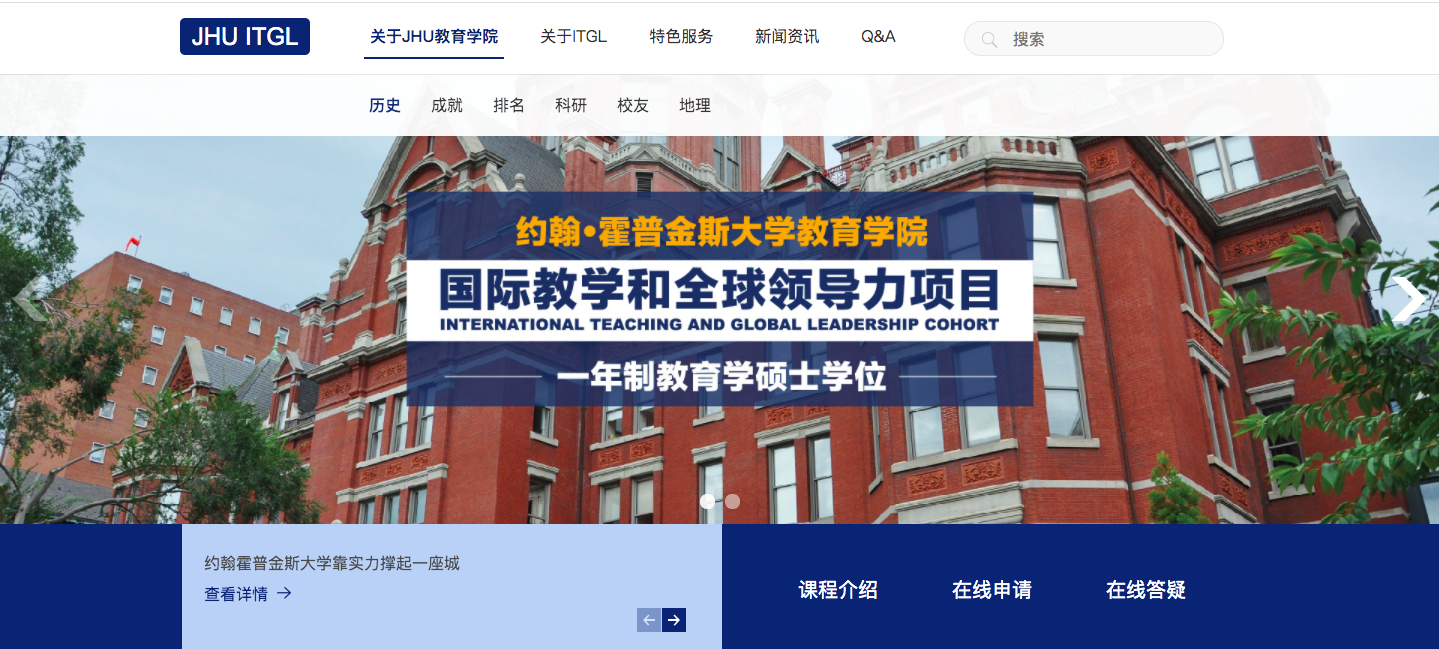 JHU ITGL
关于JHU教育学院
关于ITGL
特色服务
新闻资讯
Q&A
搜索
历史
成就
排名
科研
校友
地理
约翰•霍普金斯大学教育学院
国际教学和全球领导力项目
INTERNATIONAL TEACHING AND GLOBAL LEADERSHIP COHORT
一年制教育学硕士学位
约翰霍普金斯大学靠实力撑起一座城
查看详情 →
课程介绍
在线申请
在线答疑